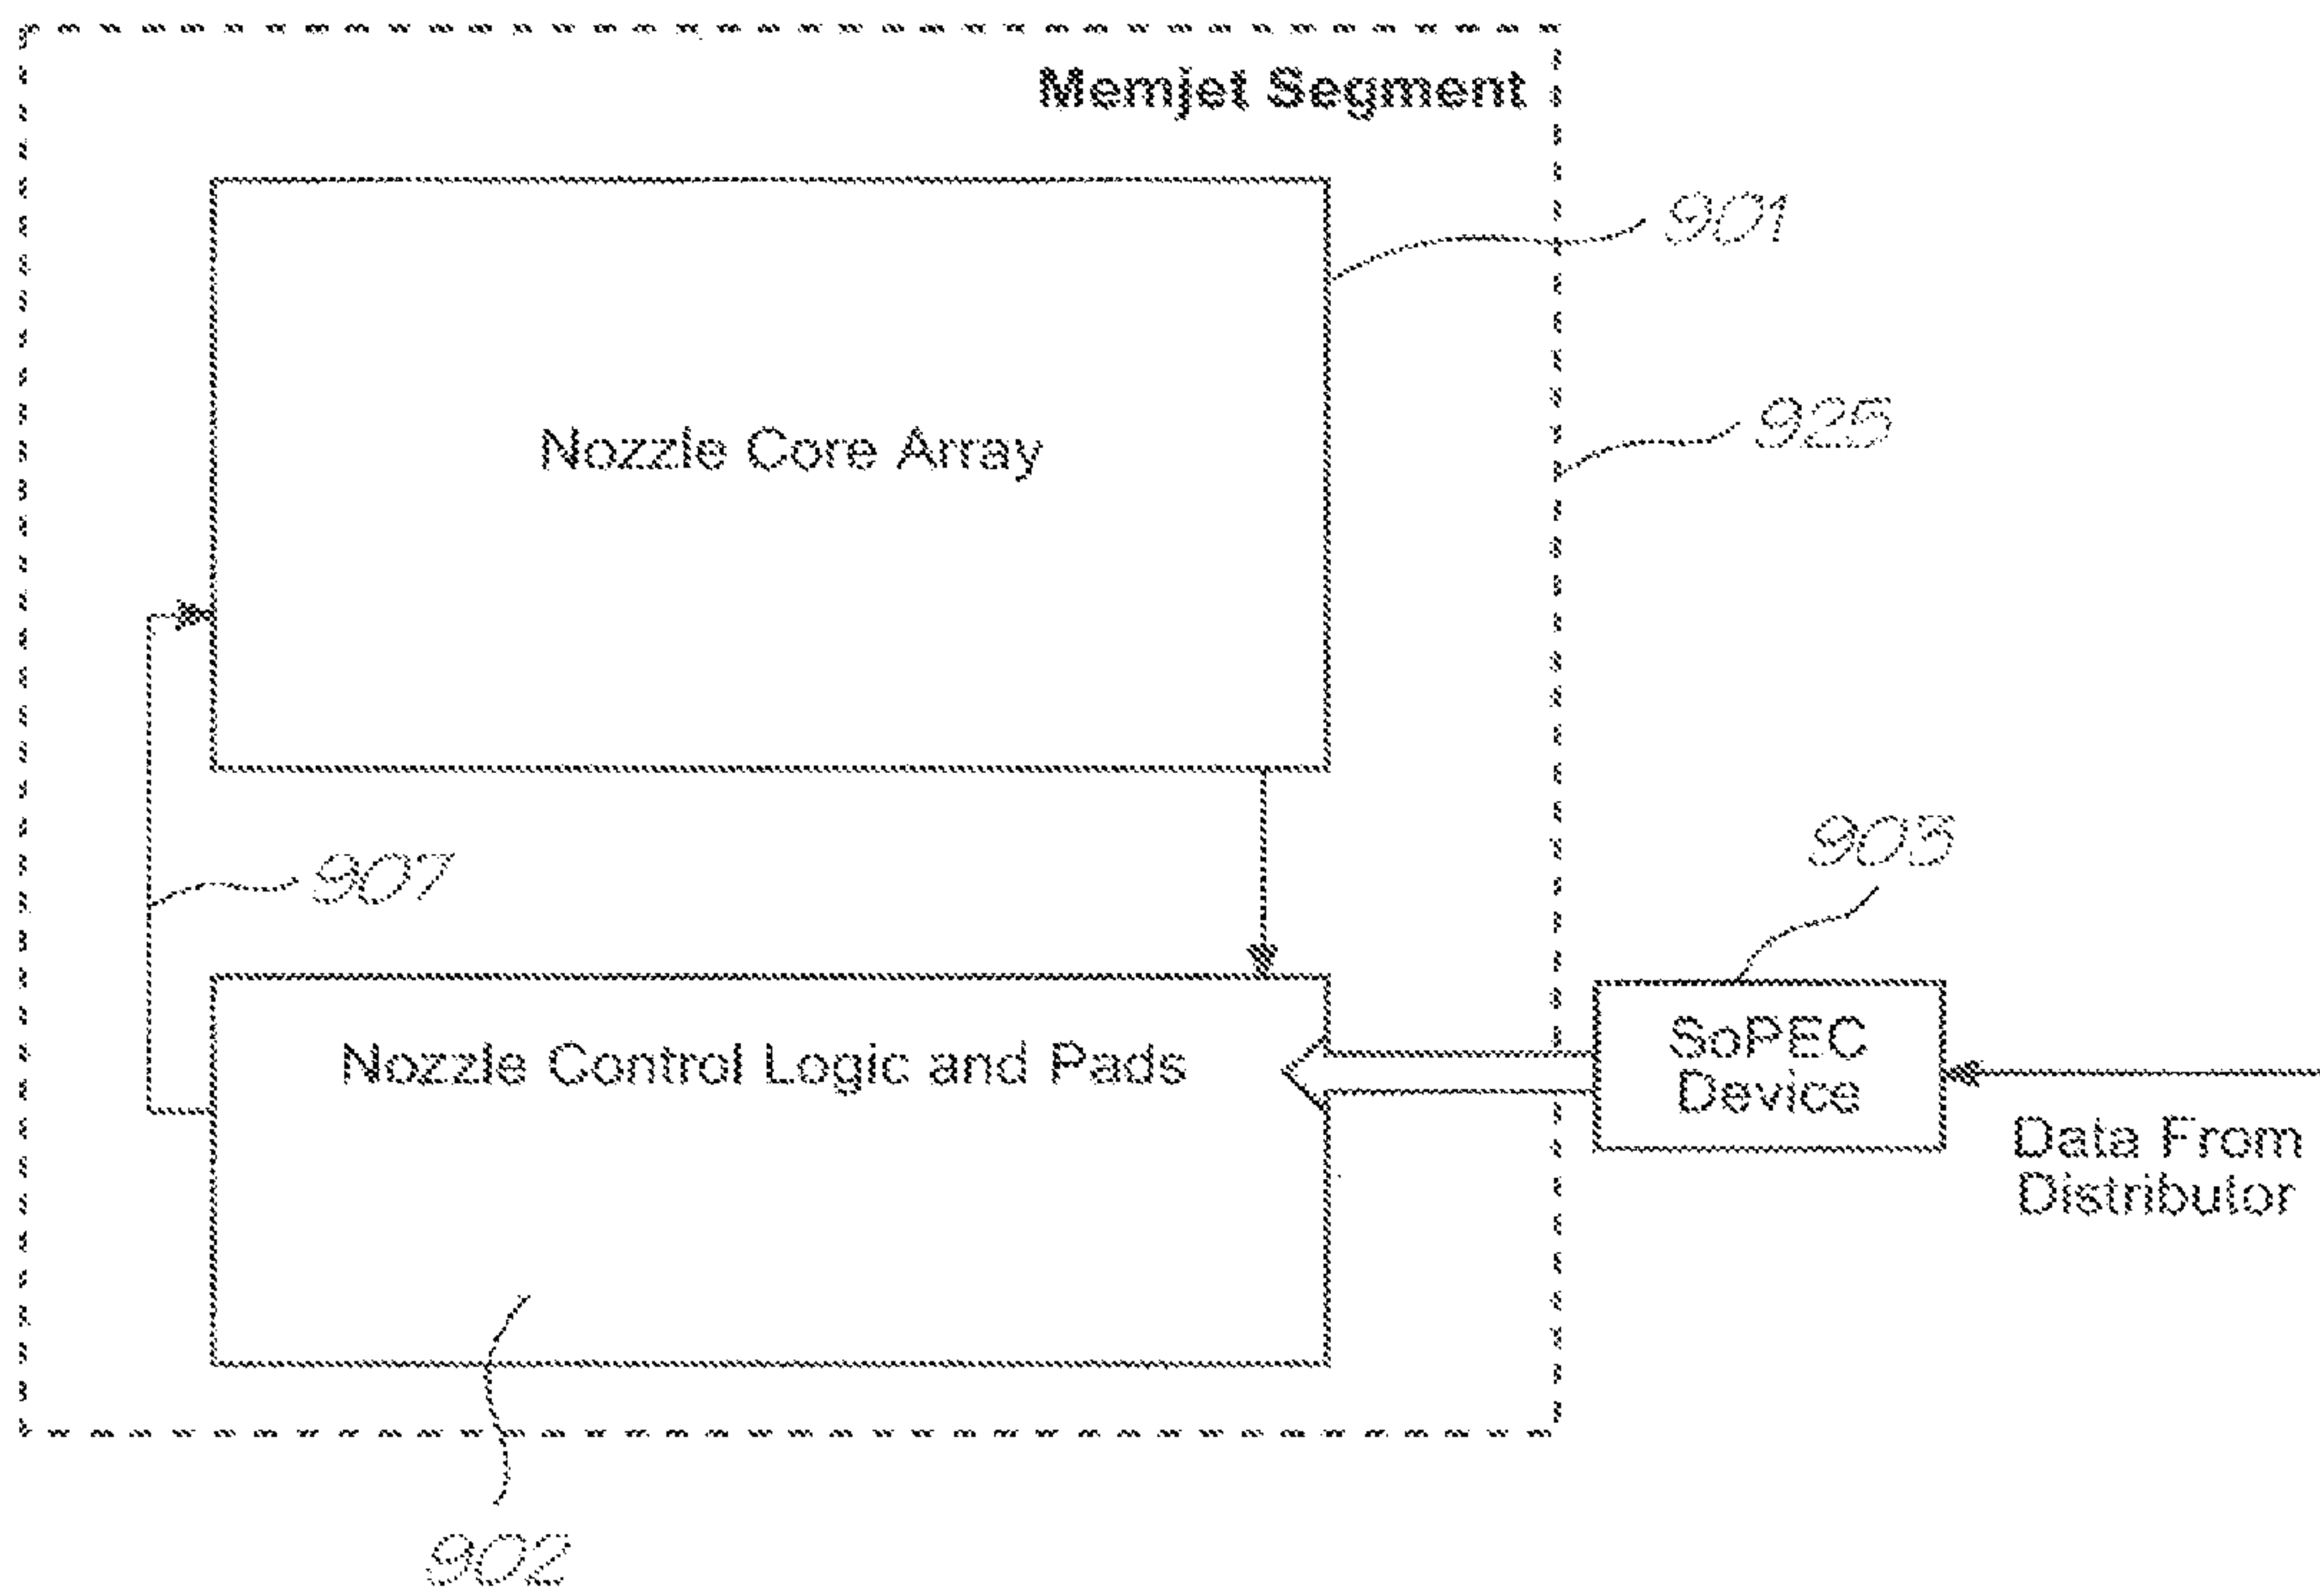 Memjet Segment
901
Nozzle Core Array
925
903
907
Nozzle Control Logic and Pads
SoPEC
Device
Data From
Distributor
902